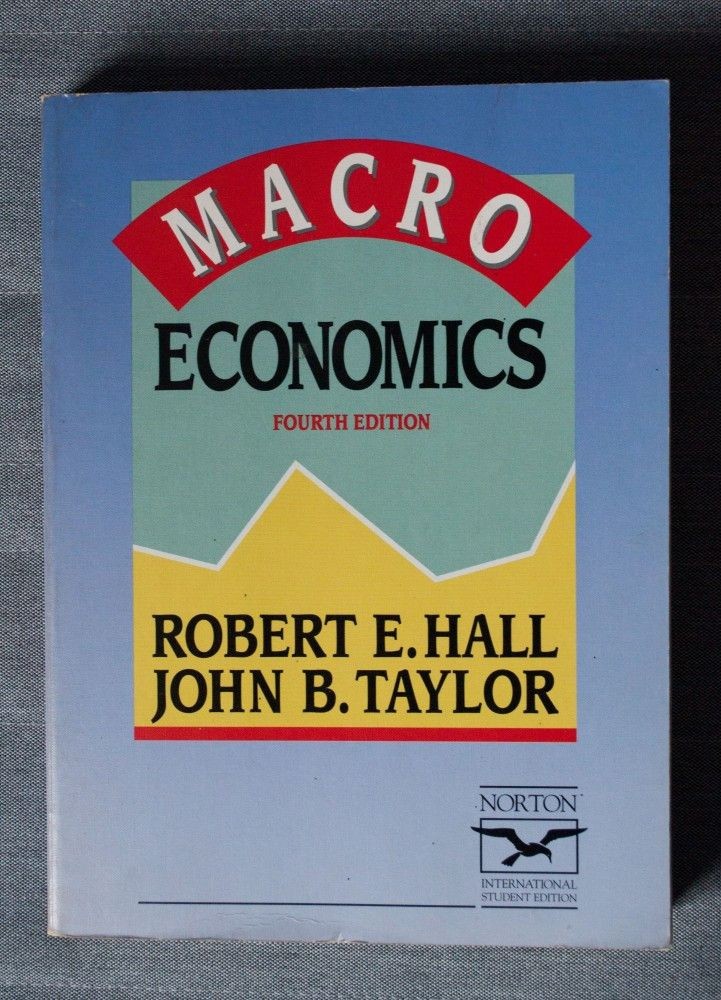 MACRO
ECONOMICS
FOURTH EDITION
ROBERT E. HALL
JOHN B. TAYLOR
NORTON
INTERNATIONAL
STUDENT EDITION